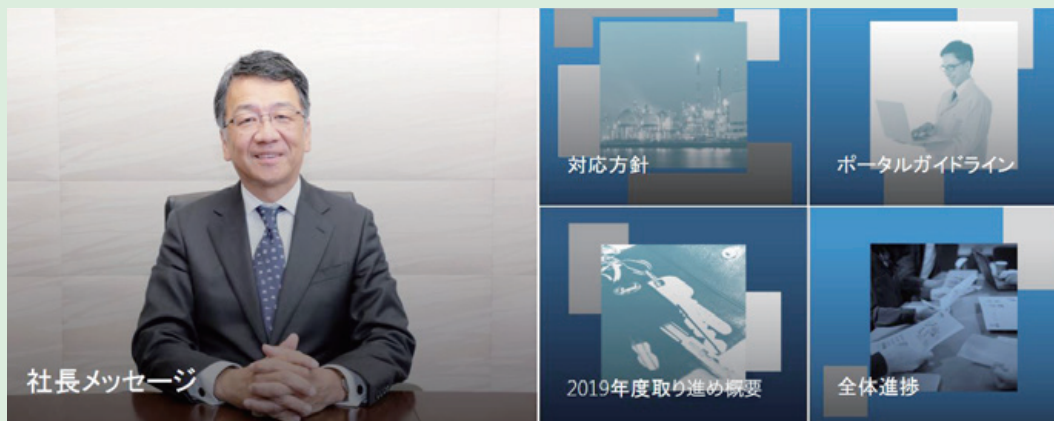 対応方針
ポータルガイドライン
社長メッセージ
2019年度取り進め概要
全体進捗